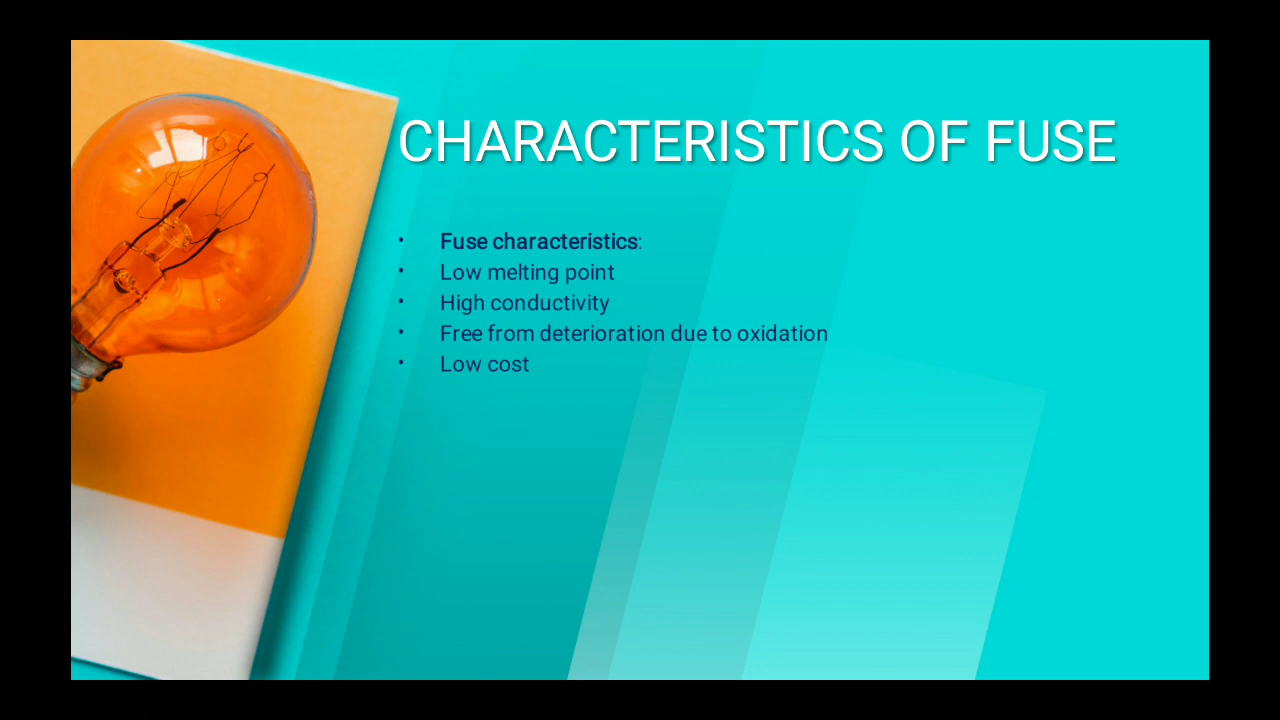 CHARACTERISTICS OF FUSE
• Fuse characteristics:
• Low melting point
• High conductivity
• Free from deterioration due to oxidation
• Low cost